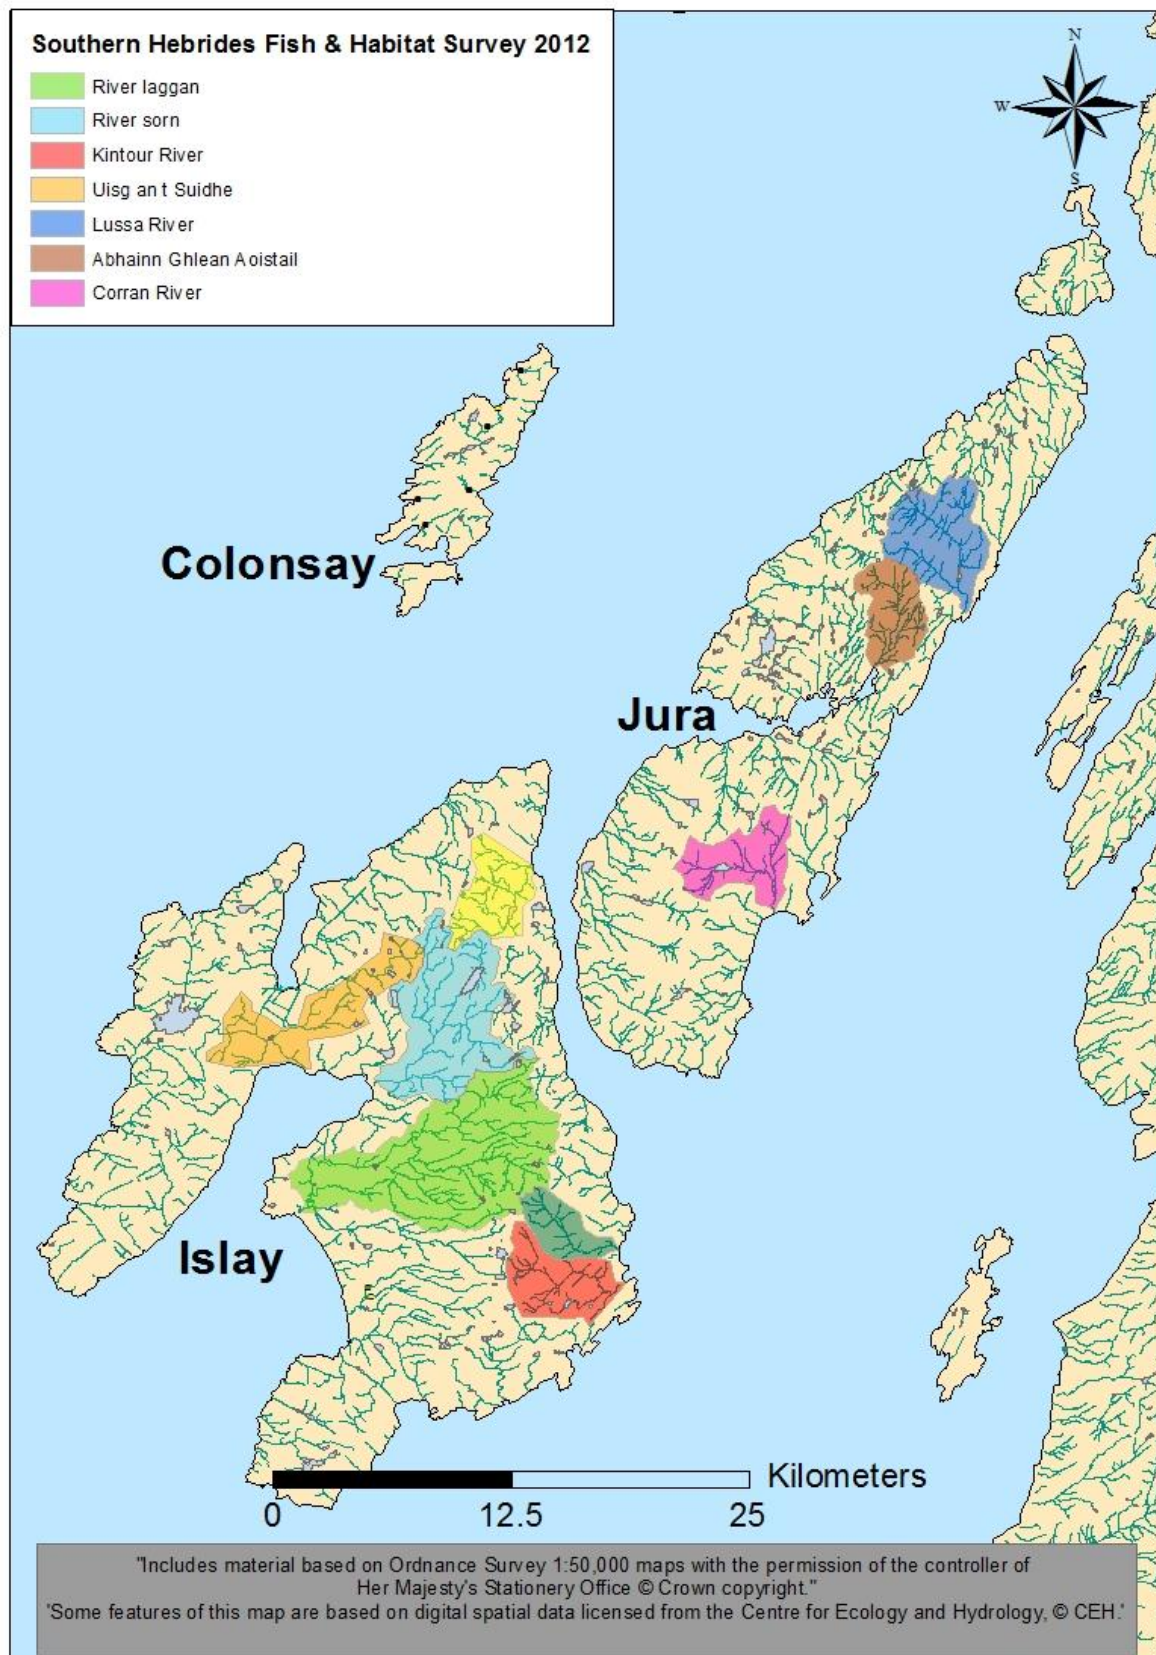 Southern Hebrides Fish & Habitat Survey 2012
River laggan
River sorn
Kintour River
Uisg an t Suidhe
Lussa River
Abhainn Ghlean Aoistail
Corran River
N
W
E
S
Colonsay
Jura
Islay
E
Kilometers
0 12.5 25
"Includes material based on Ordnance Survey 1:50,000 maps with the permission of the controller of
Her Majesty's Stationery Office © Crown copyright."
'Some features of this map are based on digital spatial data licensed from the Centre for Ecology and Hydrology, © CEH.'